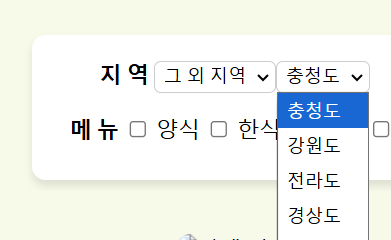 지 역 그 외 지역 충청도
충청도
메 뉴 양식 한식
강원도
전라도
경상도